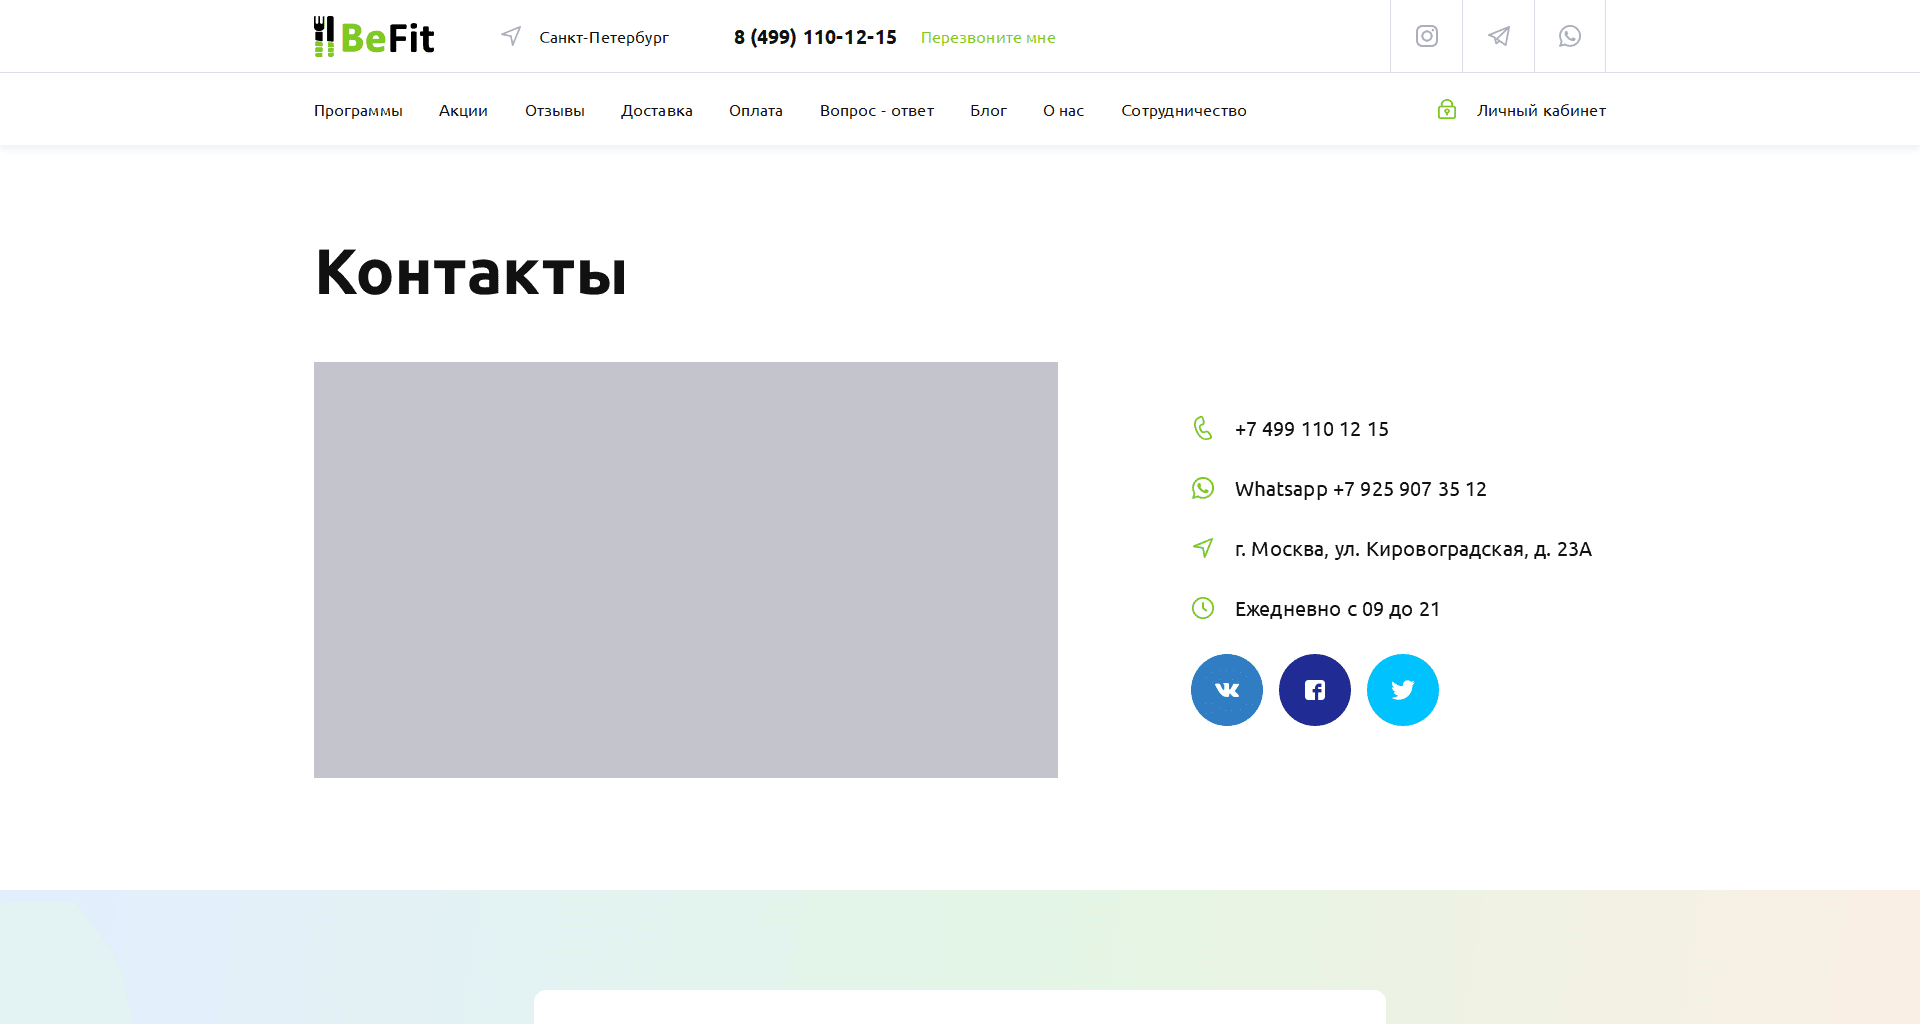 BeFit
Санкт-Петербург
8 (499) 110-12-15
Перезвоните мне
Программы
Акции
Отзывы
Доставка
Оплата
Вопрос - ответ
Блог
О нас
Сотрудничество
Личный кабинет
Контакты
+7 499 110 12 15
Whatsapp +7 925 907 35 12
г. Москва, ул. Кировоградская, д. 23А
Ежедневно с 09 до 21